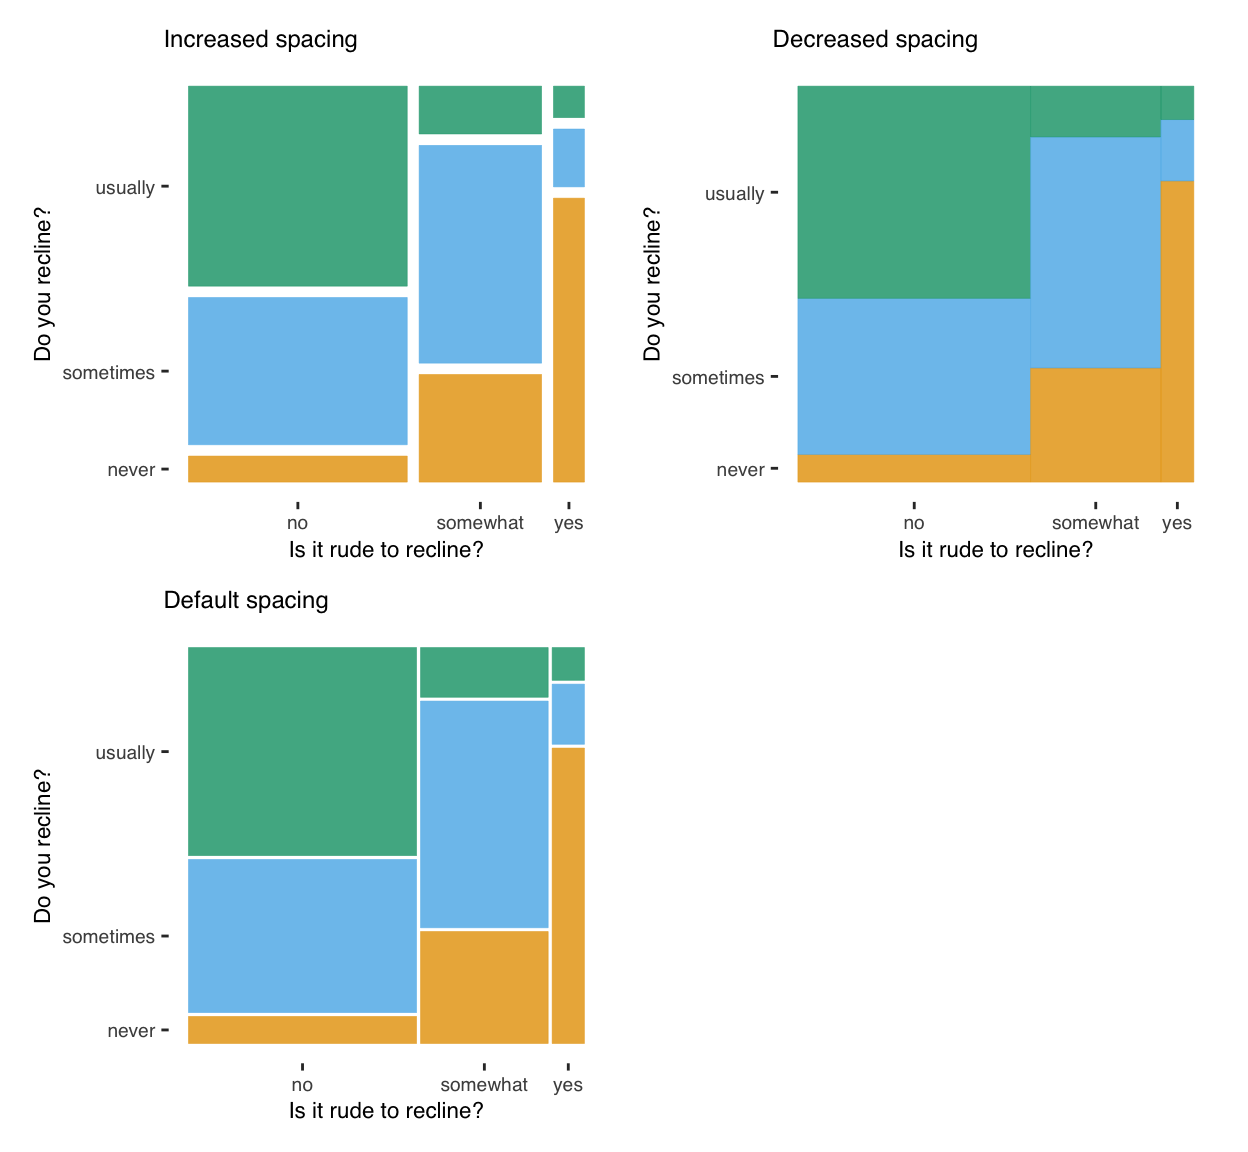 Increased spacing
Do you recline?
usually
sometimes
never
no somewhat yes
Is it rude to recline?
Decreased spacing
Do you recline?
usually
sometimes
never
no somewhat yes
Is it rude to recline?
Default spacing
Do you recline?
usually
sometimes
never
no somewhat yes
Is it rude to recline?